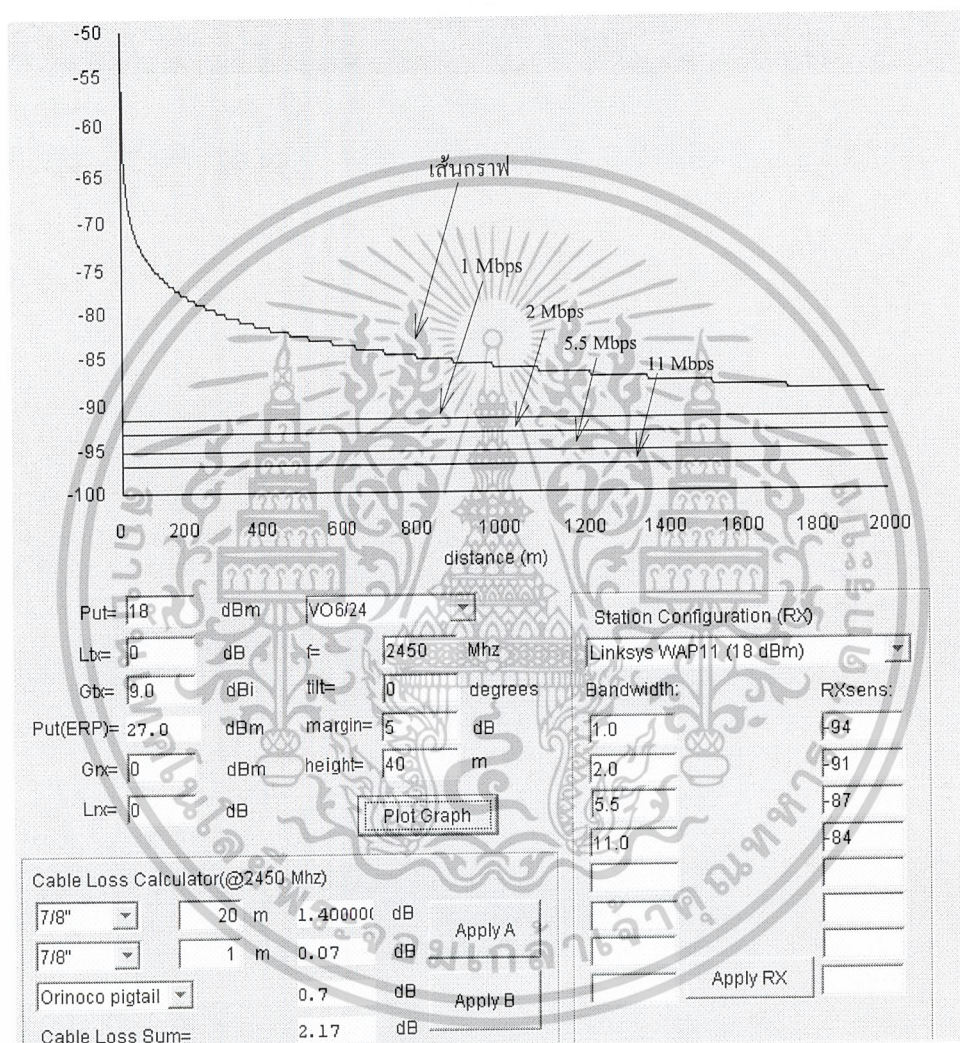 -50
-55
-60
-65
-70
-75
-80
-85
-90
-95
-100
เส้นกราฟ
1 Mbps
2 Mbps
5.5 Mbps
11 Mbps
0 200 400 600 800 1000 1200 1400 1600 1800 2000
distance (m)
Put= 18 dBm VO6/24
Ltx= 0 dB f= 2450 Mhz
Gtx= 9.0 dBi tilt= 0 degrees
Put(ERP)= 27.0 dBm margin= 5 dB
Grx= 0 dBm height= 40 m
Lrx= 0 dB Plot Graph
Station Configuration (RX)
Linksys WAP11 (18 dBm)
Bandwidth: RXsens:
1.0 -94
2.0 -91
5.5 -87
11.0 -84
Apply RX
Cable Loss Calculator(@2450 Mhz)
7/8" 20 m 1.400000 dB Apply A
7/8" 1 m 0.07 dB
Orinoco pigtail 0.7 dB Apply B
Cable Loss Sum= 2.17 dB